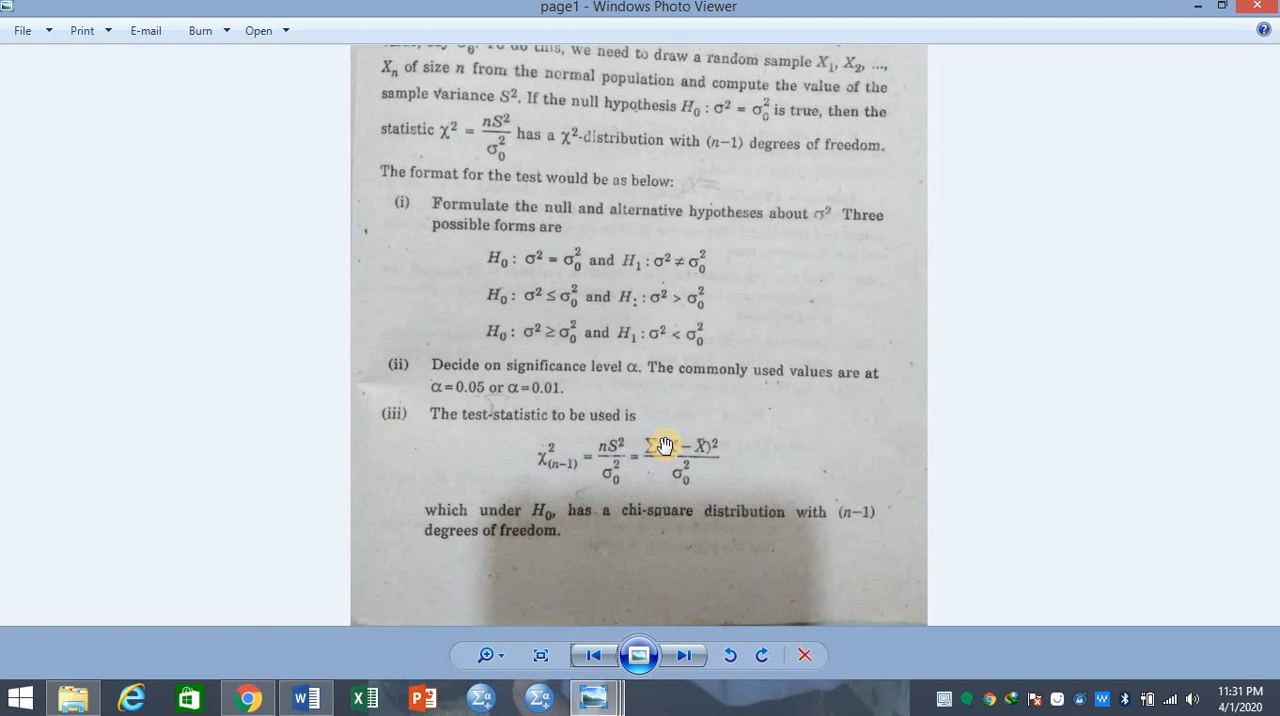 page1 - Windows Photo Viewer
File Print E-mail Burn Open
we need to draw a random sample X₁, X₂, ...,
Xₙ of size n from the normal population and compute the value of the
sample variance S². If the null hypothesis H₀ : σ² = σ₀² is true, then the
statistic χ² = nS²/σ₀² has a χ²-distribution with (n−1) degrees of freedom.
The format for the test would be as below:
(i) Formulate the null and alternative hypotheses about σ² Three
possible forms are
H₀ : σ² = σ₀² and H₁ : σ² ≠ σ₀²
H₀ : σ² ≤ σ₀² and H₁ : σ² > σ₀²
H₀ : σ² ≥ σ₀² and H₁ : σ² < σ₀²
(ii) Decide on significance level α. The commonly used values are at
α=0.05 or α=0.01.
(iii) The test-statistic to be used is
χ²₍ₙ₋₁₎ = nS²/σ₀² = Σ − X̄)²/σ₀²
which under H₀, has a chi-square distribution with (n−1)
degrees of freedom.
11:31 PM
4/1/2020